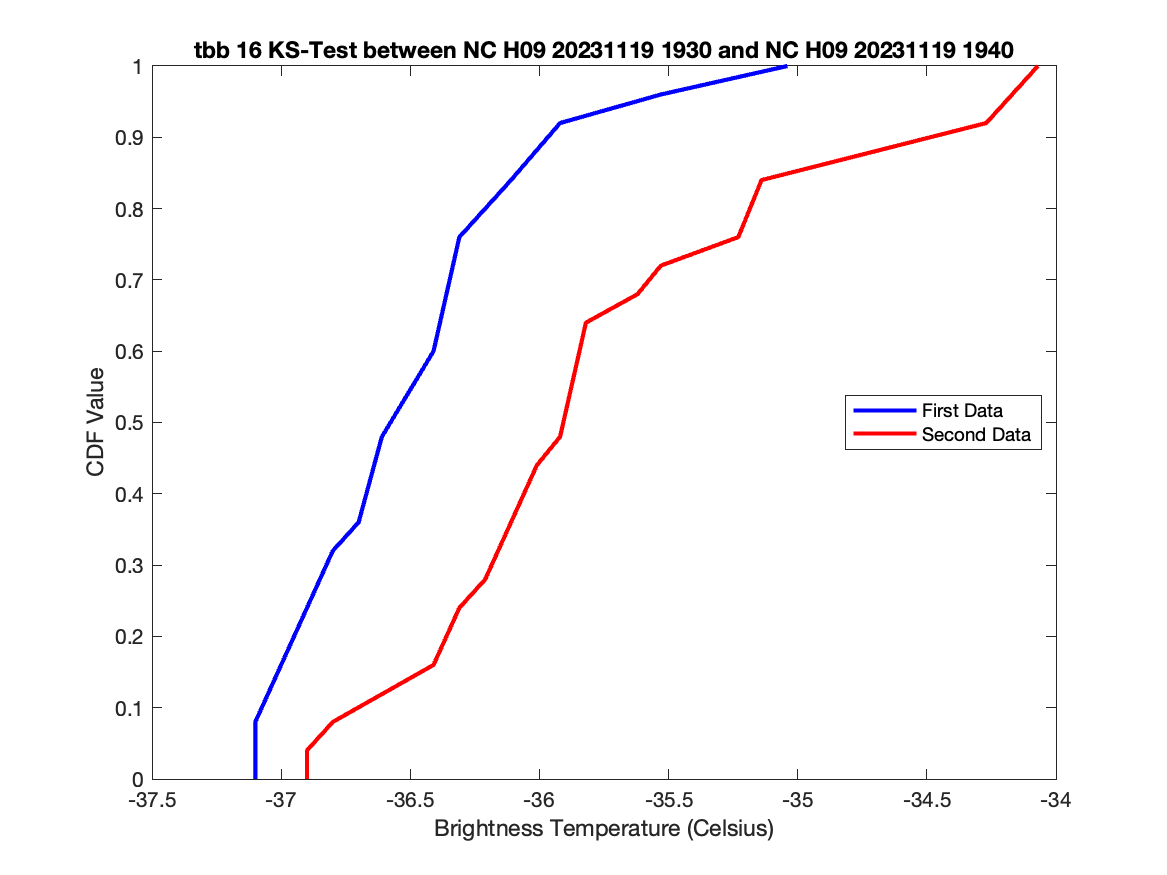 tbb 16 KS-Test between NC H09 20231119 1930 and NC H09 20231119 1940
1
0.9
0.8
0.7
0.6
0.5
0.4
0.3
0.2
0.1
0
CDF Value
First Data
Second Data
-37.5 -37 -36.5 -36 -35.5 -35 -34.5 -34
Brightness Temperature (Celsius)